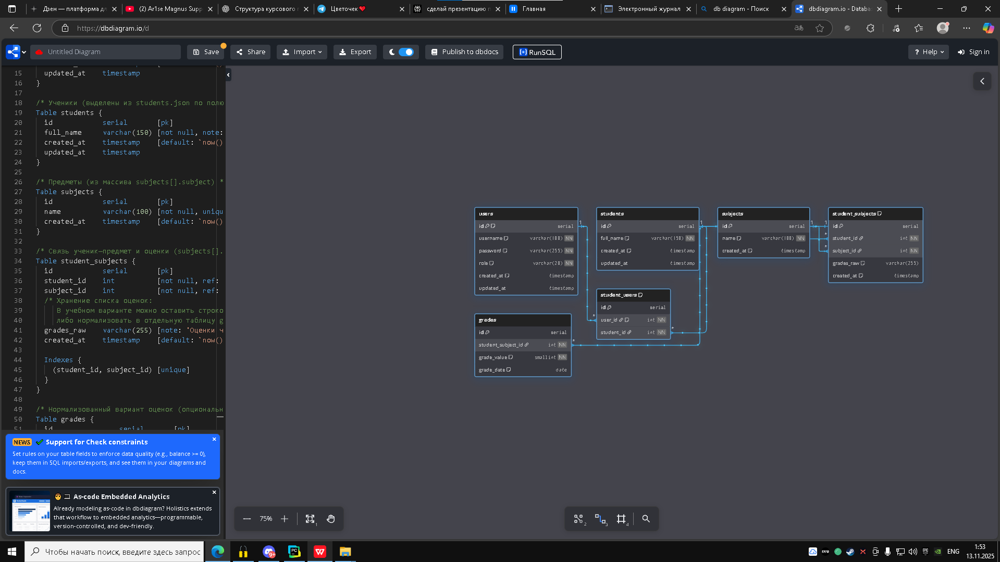 Дзен — платформа дл
(2) Ar1se Magnus Supp
Структура курсового п
Цветочек
сделай презентацию п
Главная
Электронный журнал
db diagram - Поиск
dbdiagram.io - Databa
https://dbdiagram.io/d
Untitled Diagram
Save
Share
Import
Export
Publish to dbdocs
RunSQL
? Help
Sign in
15 updated_at timestamp
16 }
17
18 /* Ученики (выделены из students.json по полю
19 Table students {
20 id serial [pk]
21 full_name varchar(150) [not null, note:
22 created_at timestamp [default: `now()
23 updated_at timestamp
24 }
25
26 /* Предметы (из массива subjects[].subject) *
27 Table subjects {
28 id serial [pk]
29 name varchar(100) [not null, uniqu
30 created_at timestamp [default: `now()
31 }
32
33 /* Связь ученик—предмет и оценки (subjects[].
34 Table student_subjects {
35 id serial [pk]
36 student_id int [not null, ref:
37 subject_id int [not null, ref:
38 /* Хранение списка оценок:
39 В учебном варианте можно оставить строко
40 либо нормализовать в отдельную таблицу g
41 grades_raw varchar(255) [note: 'Оценки ч
42 created_at timestamp [default: `now()
43
44 Indexes {
45 (student_id, subject_id) [unique]
46 }
47 }
48
49 /* Нормализованный вариант оценок (опциональн
50 Table grades {
51 id serial [pk]
NEWS Support for Check constraints
Set rules on your table fields to enforce data quality (e.g., balance >= 0),
keep them in SQL imports/exports, and see them in your diagrams and
docs.
As-code Embedded Analytics
Already modeling as-code in dbdiagram? Holistics extends
that workflow to embedded analytics—programmable,
version-controlled, and dev-friendly.
users
id serial
username varchar(100) NN
password varchar(255) NN
role varchar(20) NN
created_at timestamp
updated_at timestamp
1
students
id serial
full_name varchar(150) NN
created_at timestamp
updated_at timestamp
1
subjects
id serial
name varchar(100) NN
created_at timestamp
1
1
*
*
student_subjects
id serial
student_id int NN
subject_id int NN
grades_raw varchar(255)
created_at timestamp
student_users
id serial
user_id int NN
student_id int NN
*
*
grades
id serial
student_subject_id int NN
grade_value smallint NN
grade_date date
*
75%
1
2
3
4
Чтобы начать поиск, введите здесь запрос
9+
PC
W
ENG
1:53
13.11.2025